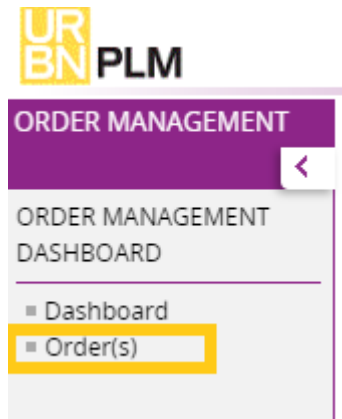 UR
BN PLM
ORDER MANAGEMENT
ORDER MANAGEMENT
DASHBOARD
Dashboard
Order(s)